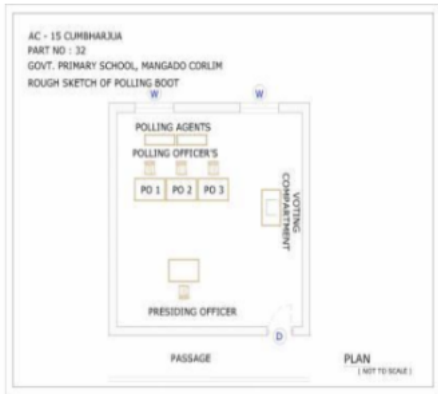 AC - 15 CUMBHARJUA
PART NO : 32
GOVT. PRIMARY SCHOOL, MANGADO CORLIM
ROUGH SKETCH OF POLLING BOOT
W
W
POLLING AGENTS
POLLING OFFICER'S
PO 1
PO 2
PO 3
VOTING
COMPARTMENT
PRESIDING OFFICER
D
PASSAGE
PLAN
( NOT TO SCALE )